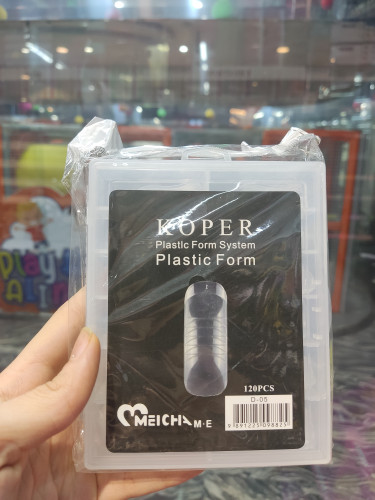 KOPER
Plastic Form System
Plastic Form
120PCS
D-05
MEICHA M·E